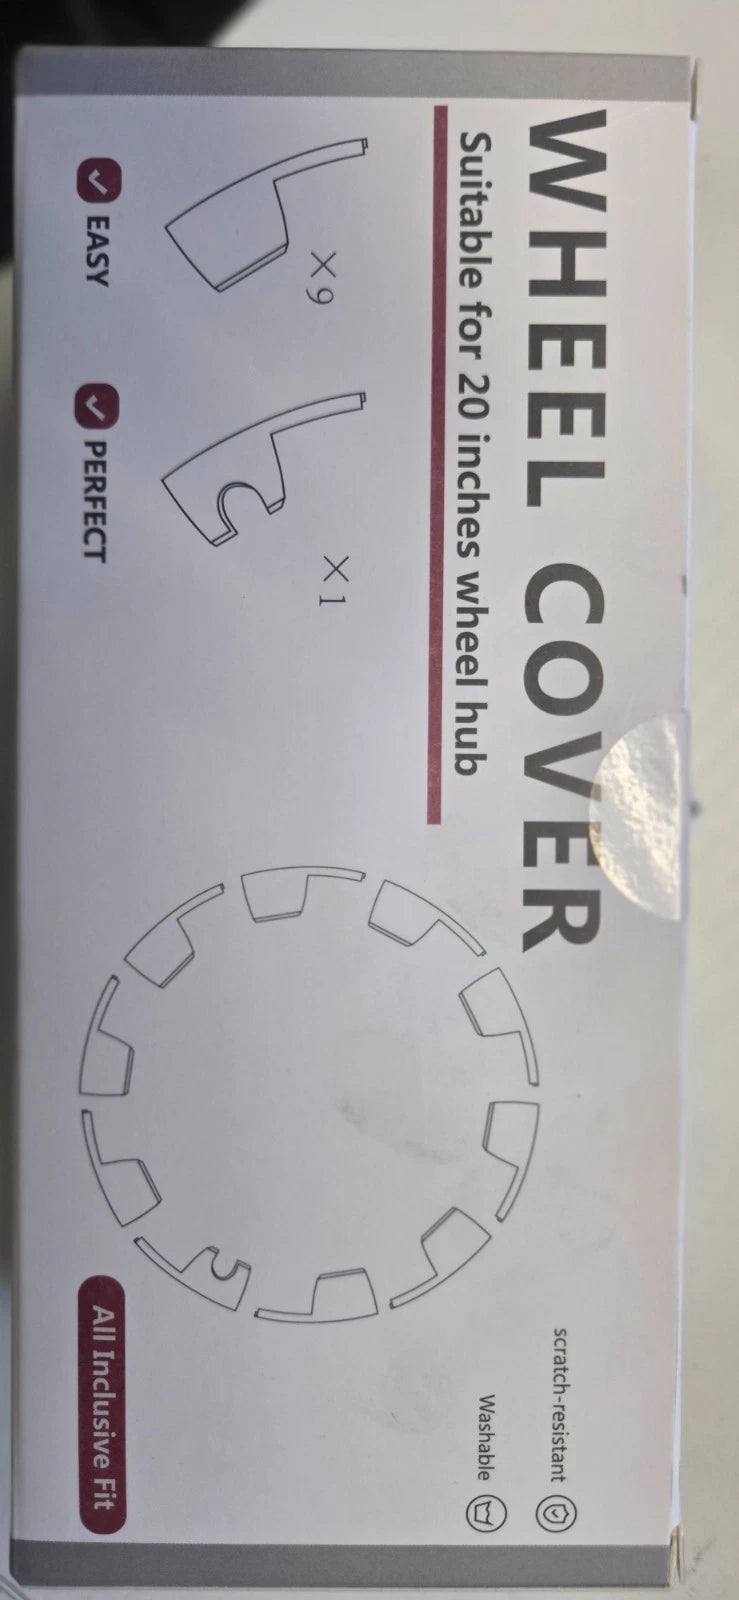 WHEEL COVER
Suitable for 20 inches wheel hub
×9
×1
EASY
PERFECT
scratch-resistant
Washable
All Inclusive Fit